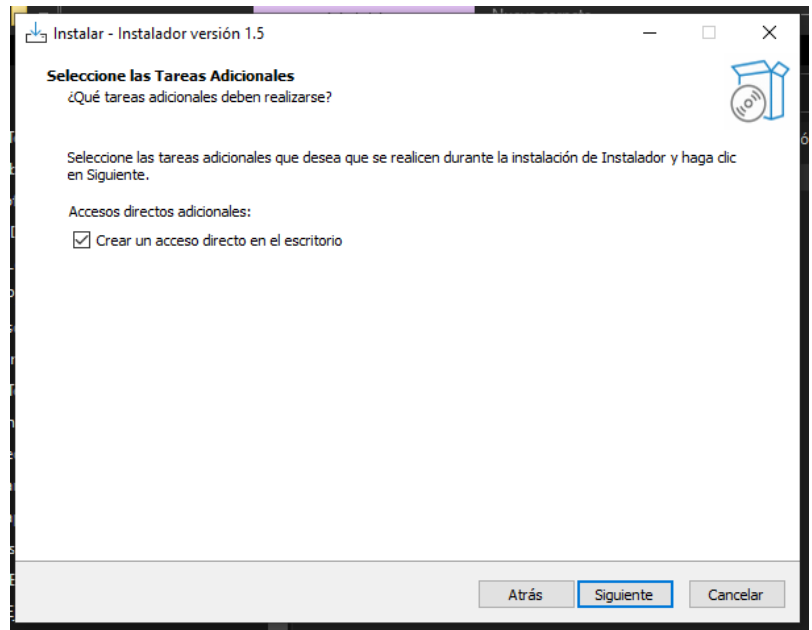 Instalar - Instalador versión 1.5
Seleccione las Tareas Adicionales
¿Qué tareas adicionales deben realizarse?
Seleccione las tareas adicionales que desea que se realicen durante la instalación de Instalador y haga clic
en Siguiente.
Accesos directos adicionales:
Crear un acceso directo en el escritorio
Atrás
Siguiente
Cancelar